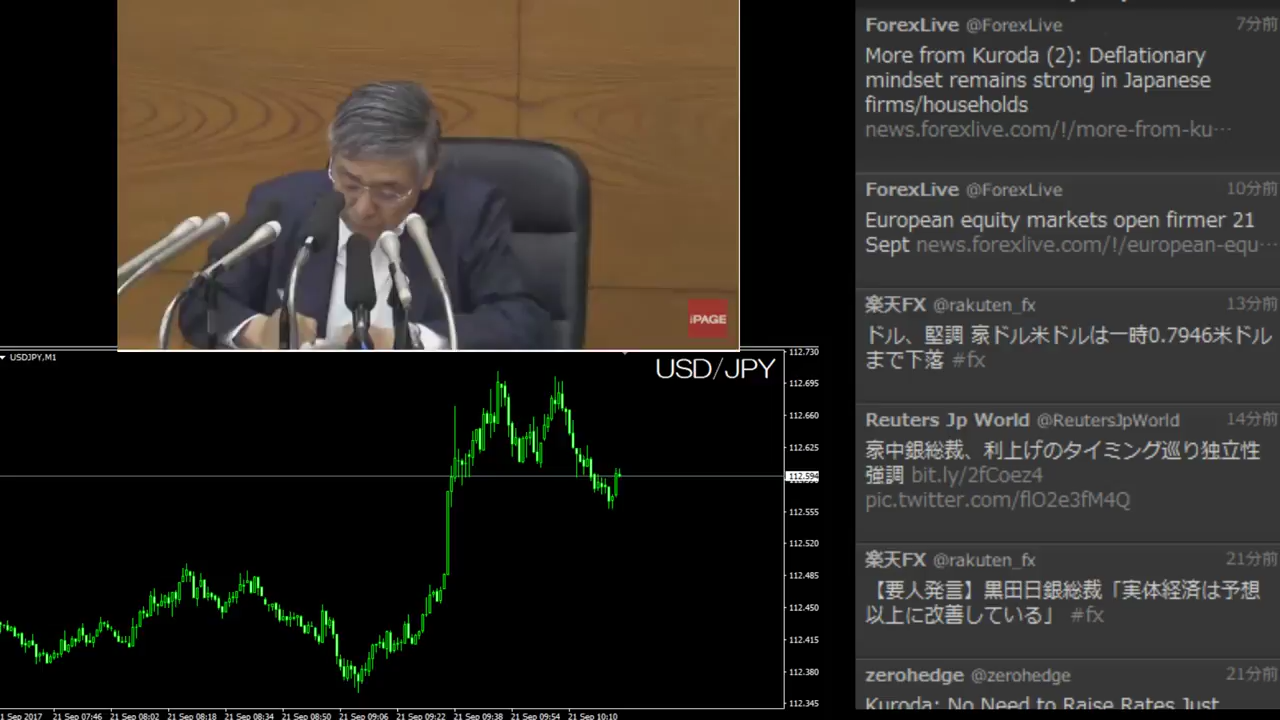 ForexLive @ForexLive 7分前
More from Kuroda (2): Deflationary
mindset remains strong in Japanese
firms/households
news.forexlive.com/!/more-from-ku…
ForexLive @ForexLive 10分前
European equity markets open firmer 21
Sept news.forexlive.com/!/european-equ…
楽天FX @rakuten_fx 13分前
ドル、堅調 豪ドル米ドルは一時0.7946米ドル
まで下落 #fx
Reuters Jp World @ReutersJpWorld 14分前
豪中銀総裁、利上げのタイミング巡り独立性
強調 bit.ly/2fCoez4
pic.twitter.com/flO2e3fM4Q
楽天FX @rakuten_fx 21分前
【要人発言】黒田日銀総裁「実体経済は予想
以上に改善している」 #fx
zerohedge @zerohedge 21分前
Kuroda: No Need to Raise Rates Just
iPAGE
USDJPY,M1
USD/JPY
112.730
112.695
112.660
112.625
112.594
112.555
112.520
112.485
112.450
112.415
112.380
112.345
1 Sep 2017
21 Sep 07:46
21 Sep 08:02
21 Sep 08:18
21 Sep 08:34
21 Sep 08:50
21 Sep 09:06
21 Sep 09:22
21 Sep 09:38
21 Sep 09:54
21 Sep 10:10